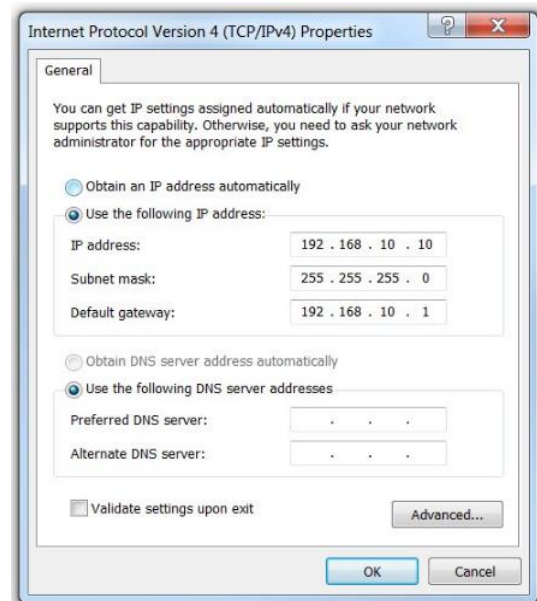 Internet Protocol Version 4 (TCP/IPv4) Properties
General
You can get IP settings assigned automatically if your network
supports this capability. Otherwise, you need to ask your network
administrator for the appropriate IP settings.
Obtain an IP address automatically
Use the following IP address:
IP address: 192 . 168 . 10 . 10
Subnet mask: 255 . 255 . 255 . 0
Default gateway: 192 . 168 . 10 . 1
Obtain DNS server address automatically
Use the following DNS server addresses
Preferred DNS server: . . .
Alternate DNS server: . . .
Validate settings upon exit
Advanced...
OK Cancel